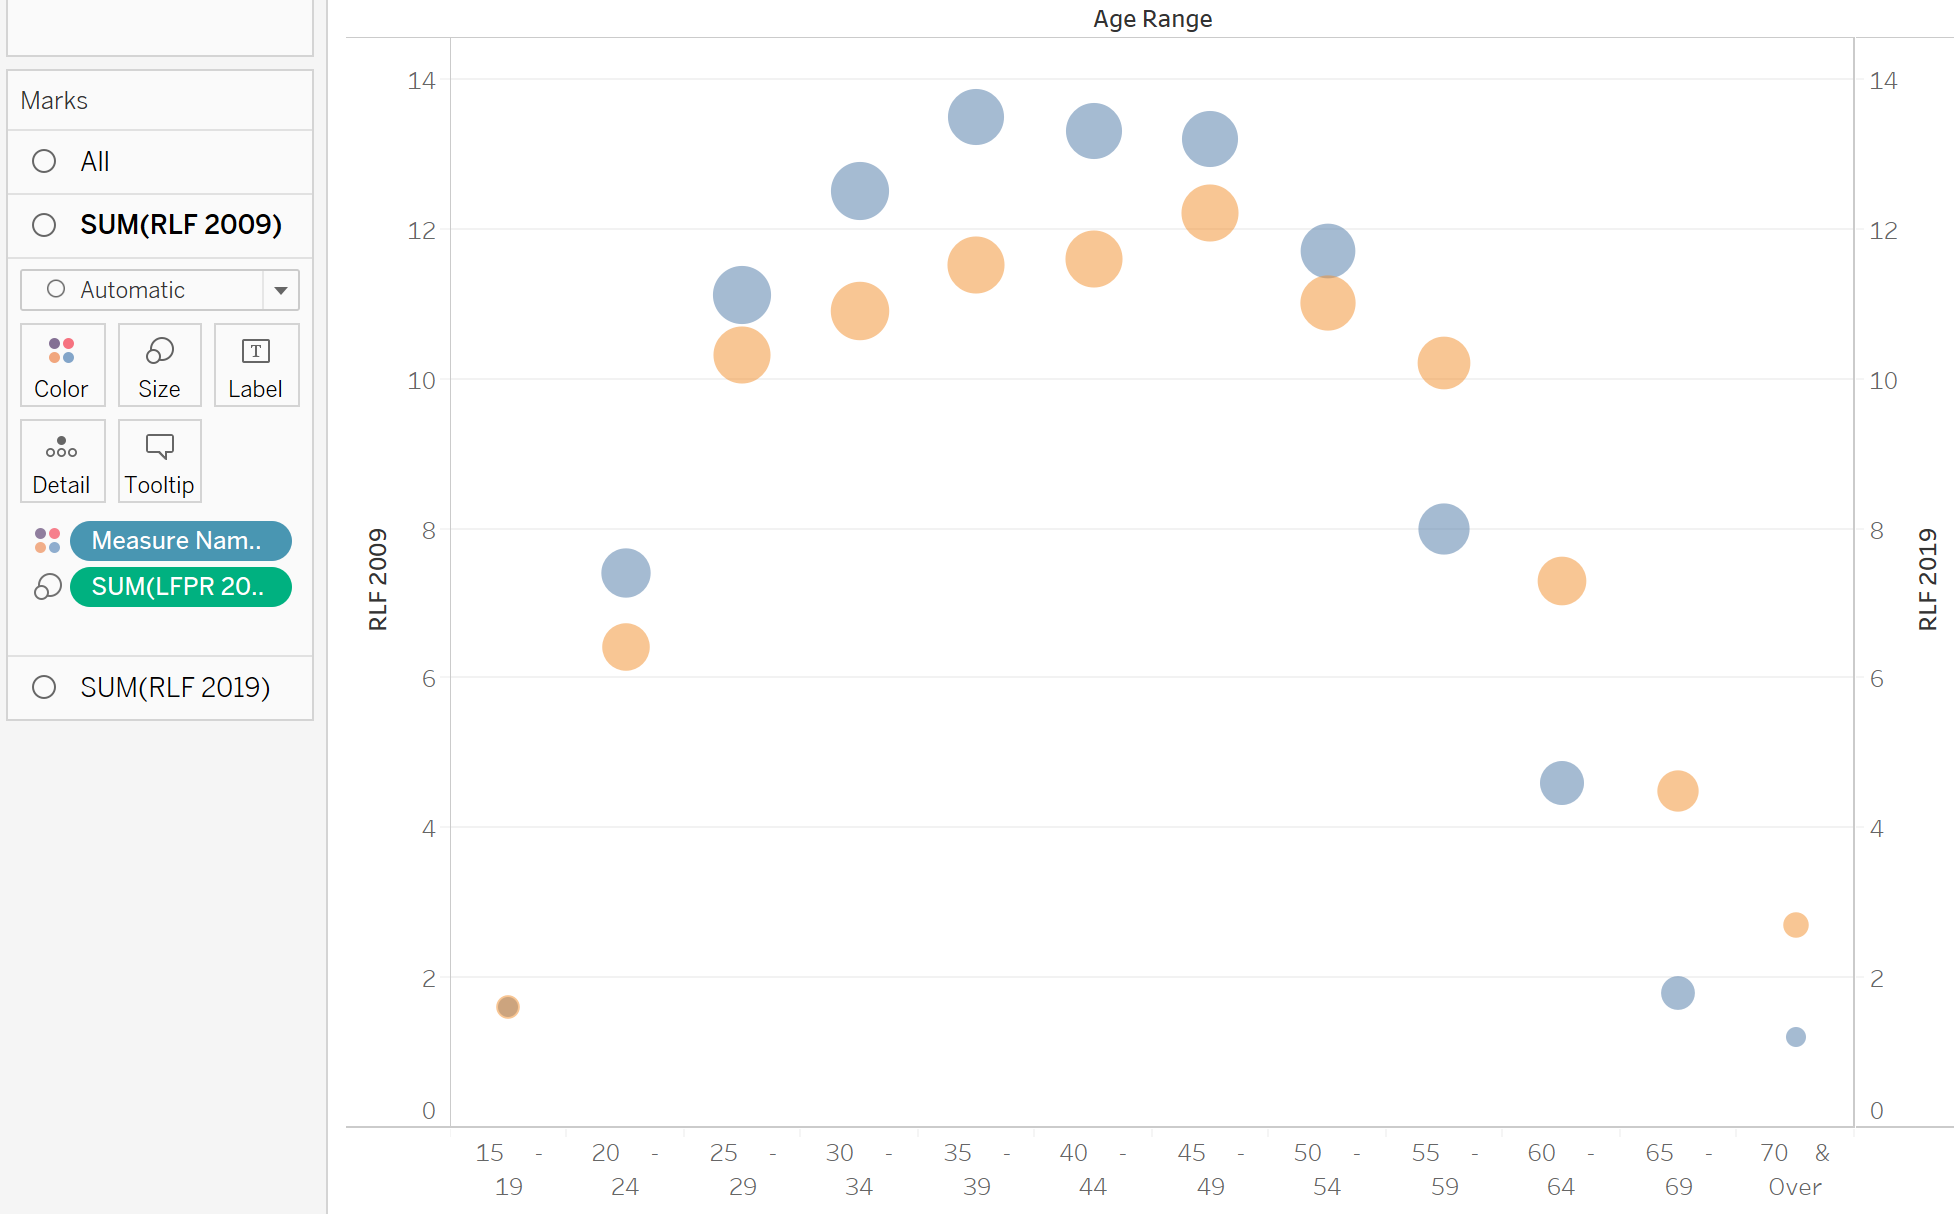 Marks
All
SUM(RLF 2009)
Automatic
Color Size Label
T
Detail Tooltip
Measure Nam..
SUM(LFPR 20..
SUM(RLF 2019)
Age Range
RLF 2009
14
12
10
8
6
4
2
0
RLF 2019
14
12
10
8
6
4
2
0
15 - 19
20 - 24
25 - 29
30 - 34
35 - 39
40 - 44
45 - 49
50 - 54
55 - 59
60 - 64
65 - 69
70 & Over